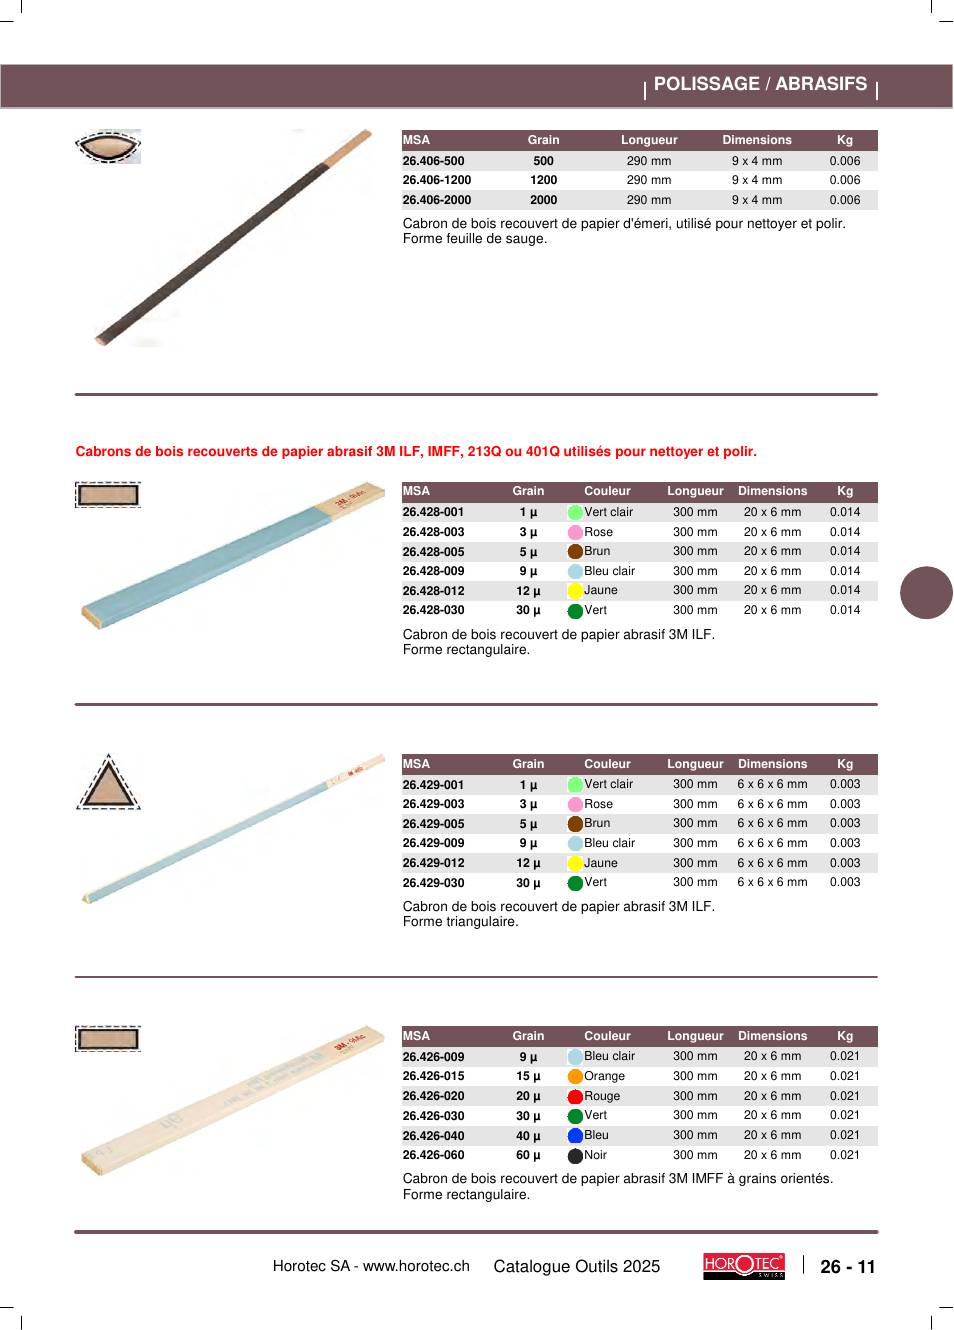 POLISSAGE / ABRASIFS
MSA Grain Longueur Dimensions Kg
26.406-500 500 290 mm 9 x 4 mm 0.006
26.406-1200 1200 290 mm 9 x 4 mm 0.006
26.406-2000 2000 290 mm 9 x 4 mm 0.006
Cabron de bois recouvert de papier d'émeri, utilisé pour nettoyer et polir.
Forme feuille de sauge.
Cabrons de bois recouverts de papier abrasif 3M ILF, IMFF, 213Q ou 401Q utilisés pour nettoyer et polir.
MSA Grain Couleur Longueur Dimensions Kg
26.428-001 1 µ Vert clair 300 mm 20 x 6 mm 0.014
26.428-003 3 µ Rose 300 mm 20 x 6 mm 0.014
26.428-005 5 µ Brun 300 mm 20 x 6 mm 0.014
26.428-009 9 µ Bleu clair 300 mm 20 x 6 mm 0.014
26.428-012 12 µ Jaune 300 mm 20 x 6 mm 0.014
26.428-030 30 µ Vert 300 mm 20 x 6 mm 0.014
Cabron de bois recouvert de papier abrasif 3M ILF.
Forme rectangulaire.
MSA Grain Couleur Longueur Dimensions Kg
26.429-001 1 µ Vert clair 300 mm 6 x 6 x 6 mm 0.003
26.429-003 3 µ Rose 300 mm 6 x 6 x 6 mm 0.003
26.429-005 5 µ Brun 300 mm 6 x 6 x 6 mm 0.003
26.429-009 9 µ Bleu clair 300 mm 6 x 6 x 6 mm 0.003
26.429-012 12 µ Jaune 300 mm 6 x 6 x 6 mm 0.003
26.429-030 30 µ Vert 300 mm 6 x 6 x 6 mm 0.003
Cabron de bois recouvert de papier abrasif 3M ILF.
Forme triangulaire.
MSA Grain Couleur Longueur Dimensions Kg
26.426-009 9 µ Bleu clair 300 mm 20 x 6 mm 0.021
26.426-015 15 µ Orange 300 mm 20 x 6 mm 0.021
26.426-020 20 µ Rouge 300 mm 20 x 6 mm 0.021
26.426-030 30 µ Vert 300 mm 20 x 6 mm 0.021
26.426-040 40 µ Bleu 300 mm 20 x 6 mm 0.021
26.426-060 60 µ Noir 300 mm 20 x 6 mm 0.021
Cabron de bois recouvert de papier abrasif 3M IMFF à grains orientés.
Forme rectangulaire.
Horotec SA - www.horotec.ch Catalogue Outils 2025 HOROTEC® SWISS 26 - 11